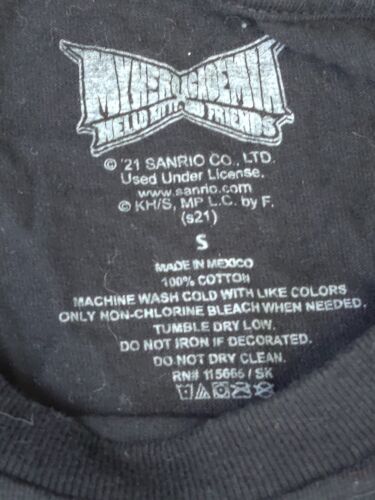 MY HERO ACADEMIA
HELLO KITTY AND FRIENDS
© '21 SANRIO CO., LTD.
Used Under License.
www.sanrio.com
© KH/S, MP L.C. by F.
(s21)
S
MADE IN MEXICO
100% COTTON
MACHINE WASH COLD WITH LIKE COLORS
ONLY NON-CHLORINE BLEACH WHEN NEEDED.
TUMBLE DRY LOW.
DO NOT IRON IF DECORATED.
DO NOT DRY CLEAN.
RN# 115666 / SK